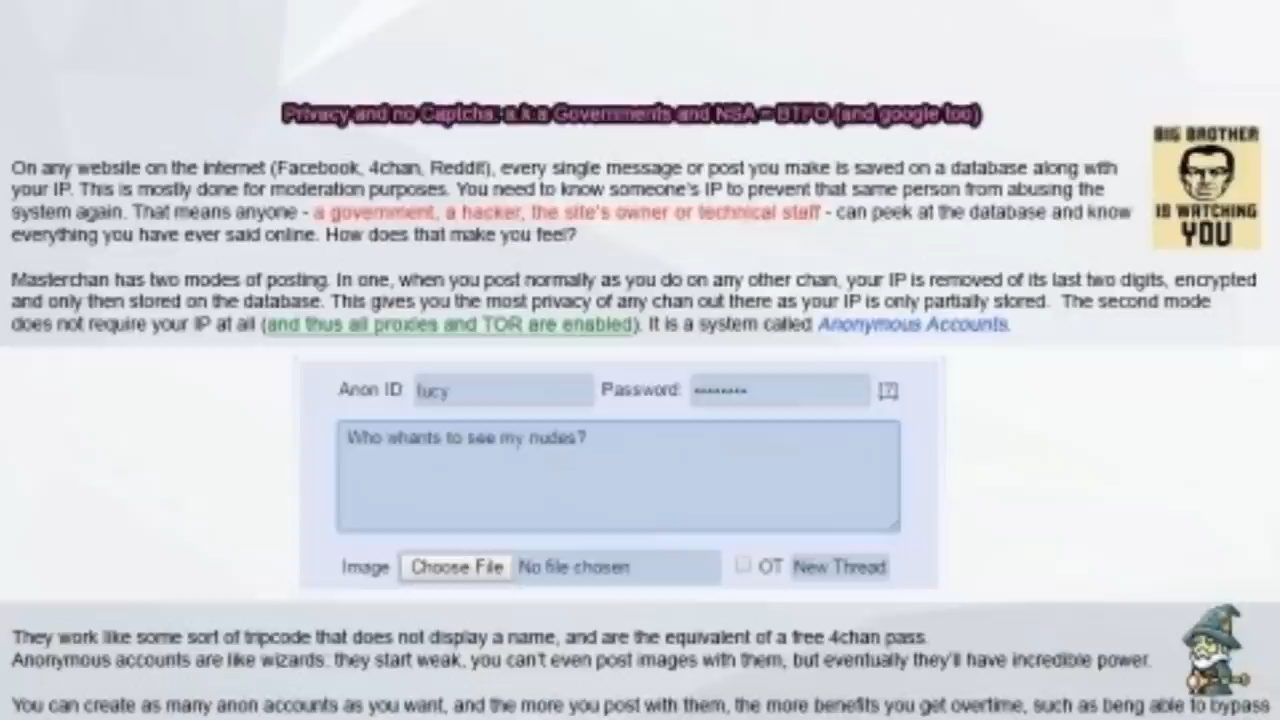 Privacy and no Captcha, a.k.a Governments and NSA = BTFO (and google too)
BIG BROTHER
IS WATCHING
YOU
On any website on the internet (Facebook, 4chan, Reddit), every single message or post you make is saved on a database along with
your IP. This is mostly done for moderation purposes. You need to know someone's IP to prevent that same person from abusing the
system again. That means anyone - a government, a hacker, the site's owner or technical staff - can peek at the database and know
everything you have ever said online. How does that make you feel?
Masterchan has two modes of posting. In one, when you post normally as you do on any other chan, your IP is removed of its last two digits, encrypted
and only then stored on the database. This gives you the most privacy of any chan out there as your IP is only partially stored. The second mode
does not require your IP at all (and thus all proxies and TOR are enabled). It is a system called Anonymous Accounts.
Anon ID lucy Password: •••••••• [?]
Who whants to see my nudes?
Image Choose File No file chosen OT New Thread
They work like some sort of tripcode that does not display a name, and are the equivalent of a free 4chan pass.
Anonymous accounts are like wizards: they start weak, you can't even post images with them, but eventually they'll have incredible power.
You can create as many anon accounts as you want, and the more you post with them, the more benefits you get overtime, such as beng able to bypass